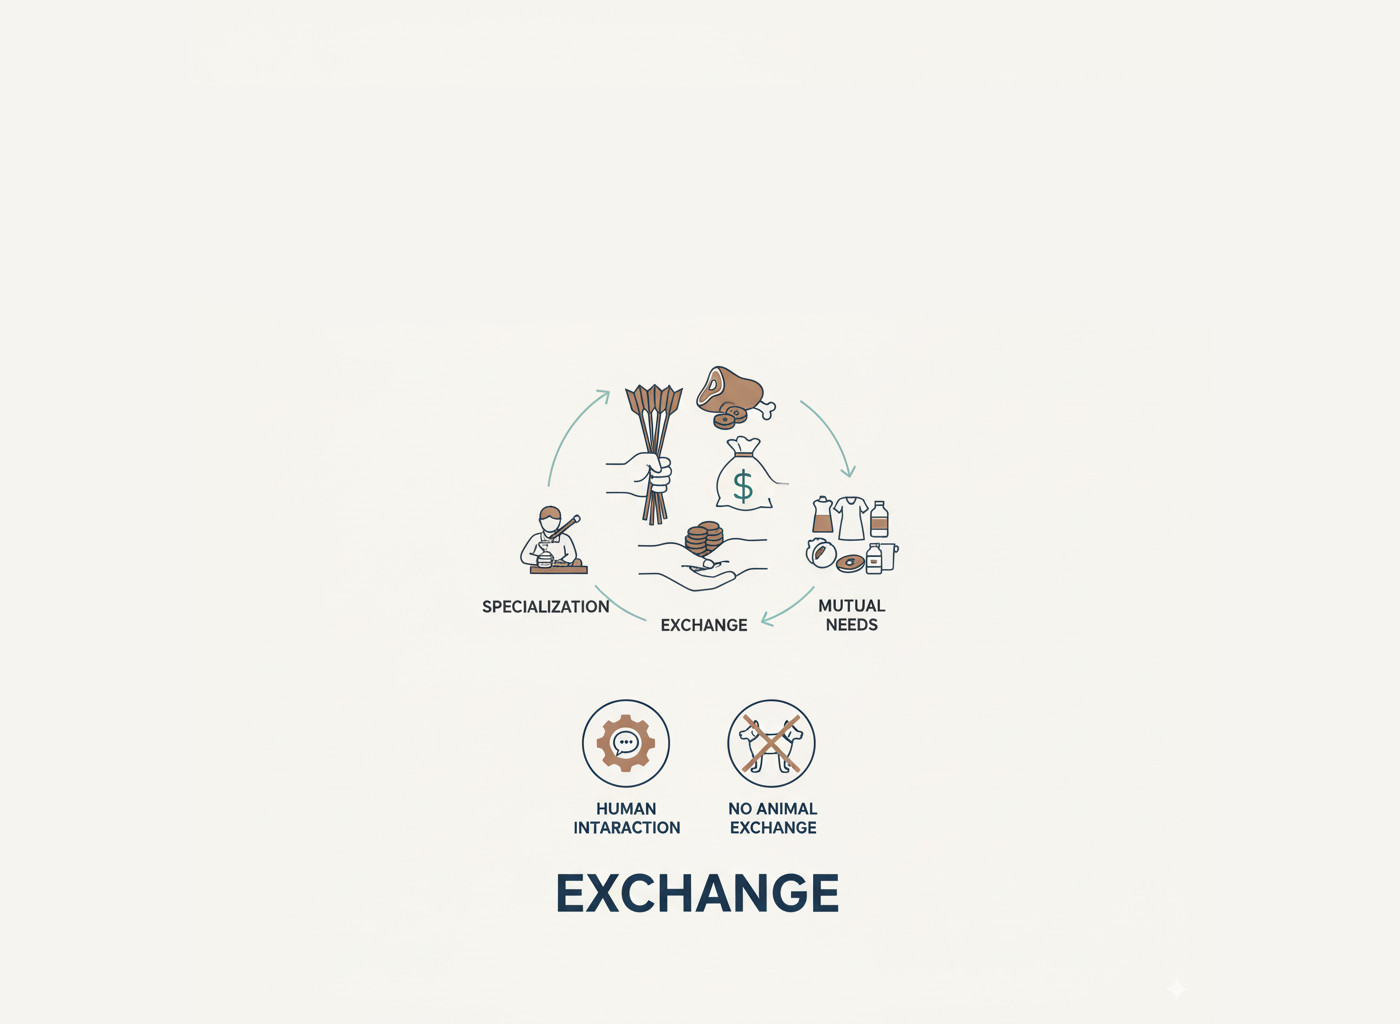 $
SPECIALIZATION
EXCHANGE
MUTUAL
NEEDS
HUMAN
INTARACTION
NO ANIMAL
EXCHANGE
EXCHANGE